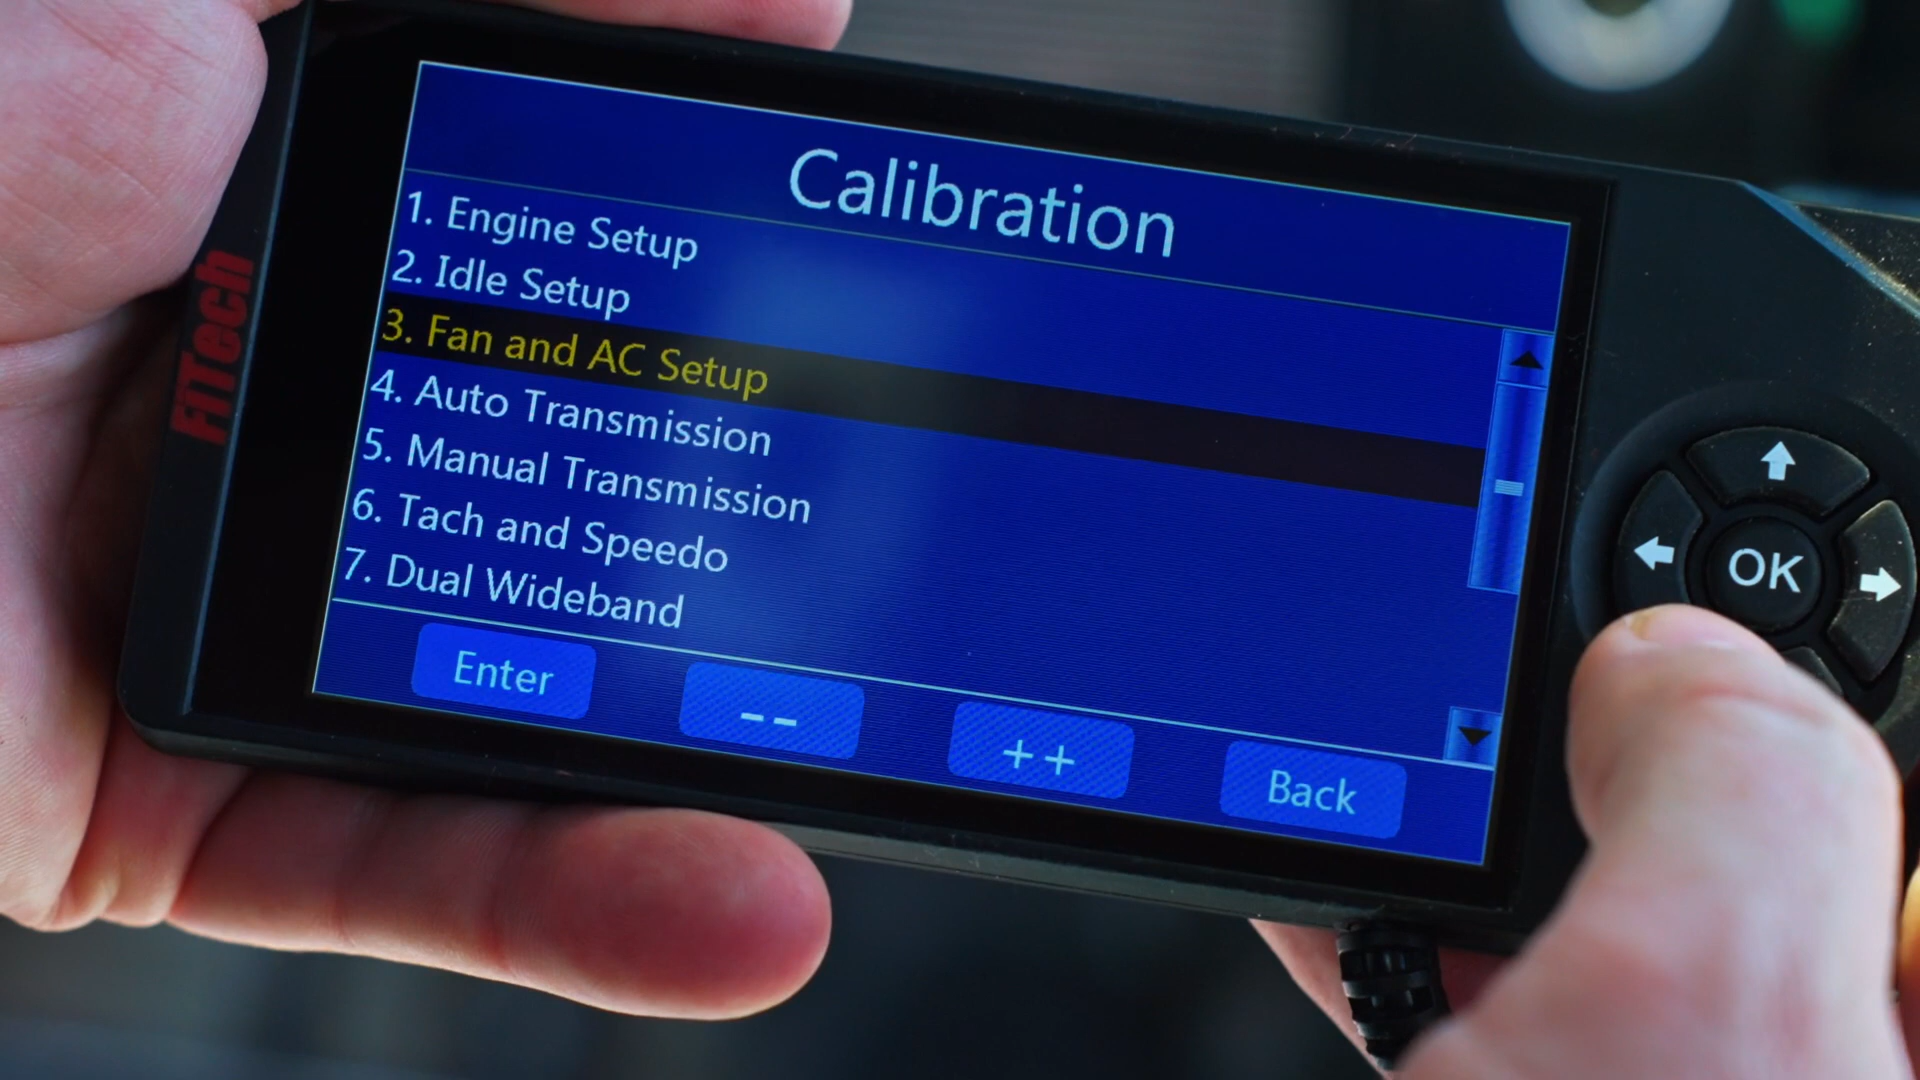 Calibration
1. Engine Setup
2. Idle Setup
3. Fan and AC Setup
4. Auto Transmission
5. Manual Transmission
6. Tach and Speedo
7. Dual Wideband
Enter
--
++
Back
FiTech
OK